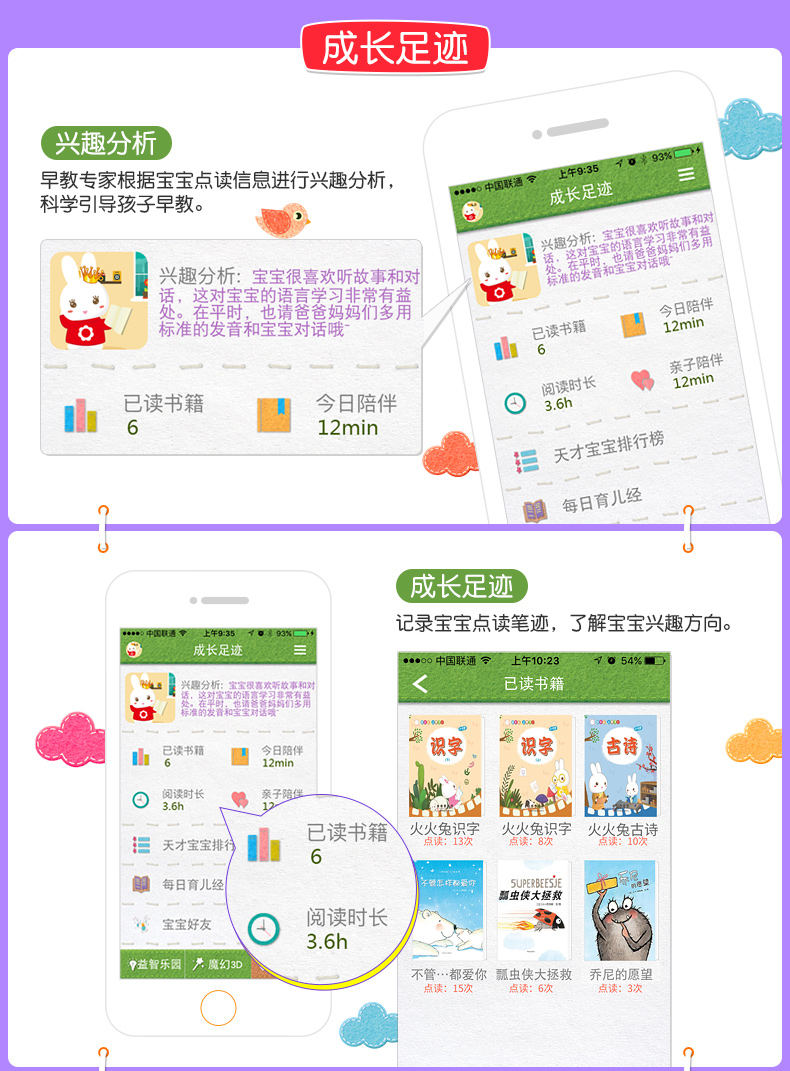 成长足迹
兴趣分析
早教专家根据宝宝点读信息进行兴趣分析，
科学引导孩子早教。
兴趣分析：宝宝很喜欢听故事和对
话，这对宝宝的语言学习非常有益
处。在平时，也请爸爸妈妈们多用
标准的发音和宝宝对话哦~
已读书籍
6
今日陪伴
12min
中国联通
上午9:35
93%
成长足迹
兴趣分析：宝宝很喜欢听故事和对
话，这对宝宝的语言学习非常有益
处。在平时，也请爸爸妈妈们多用
标准的发音和宝宝对话哦~
已读书籍
6
今日陪伴
12min
阅读时长
3.6h
亲子陪伴
12min
天才宝宝排行榜
每日育儿经
成长足迹
记录宝宝点读笔迹，了解宝宝兴趣方向。
中国联通
上午9:35
93%
成长足迹
兴趣分析：宝宝很喜欢听故事和对
话，这对宝宝的语言学习非常有益
处。在平时，也请爸爸妈妈们多用
标准的发音和宝宝对话哦~
已读书籍
6
今日陪伴
12min
阅读时长
3.6h
亲子陪伴
12
天才宝宝排行
每日育儿经
宝宝好友
益智乐园
魔幻3D
已读书籍
6
阅读时长
3.6h
中国联通
上午10:23
54%
已读书籍
识字
识字
古诗
火火兔识字
火火兔识字
火火兔古诗
点读：13次
点读：8次
点读：10次
不管怎样都爱你
SUPERBEESJE
瓢虫侠大拯救
乔尼
的愿望
不管…都爱你
瓢虫侠大拯救
乔尼的愿望
点读：15次
点读：6次
点读：3次